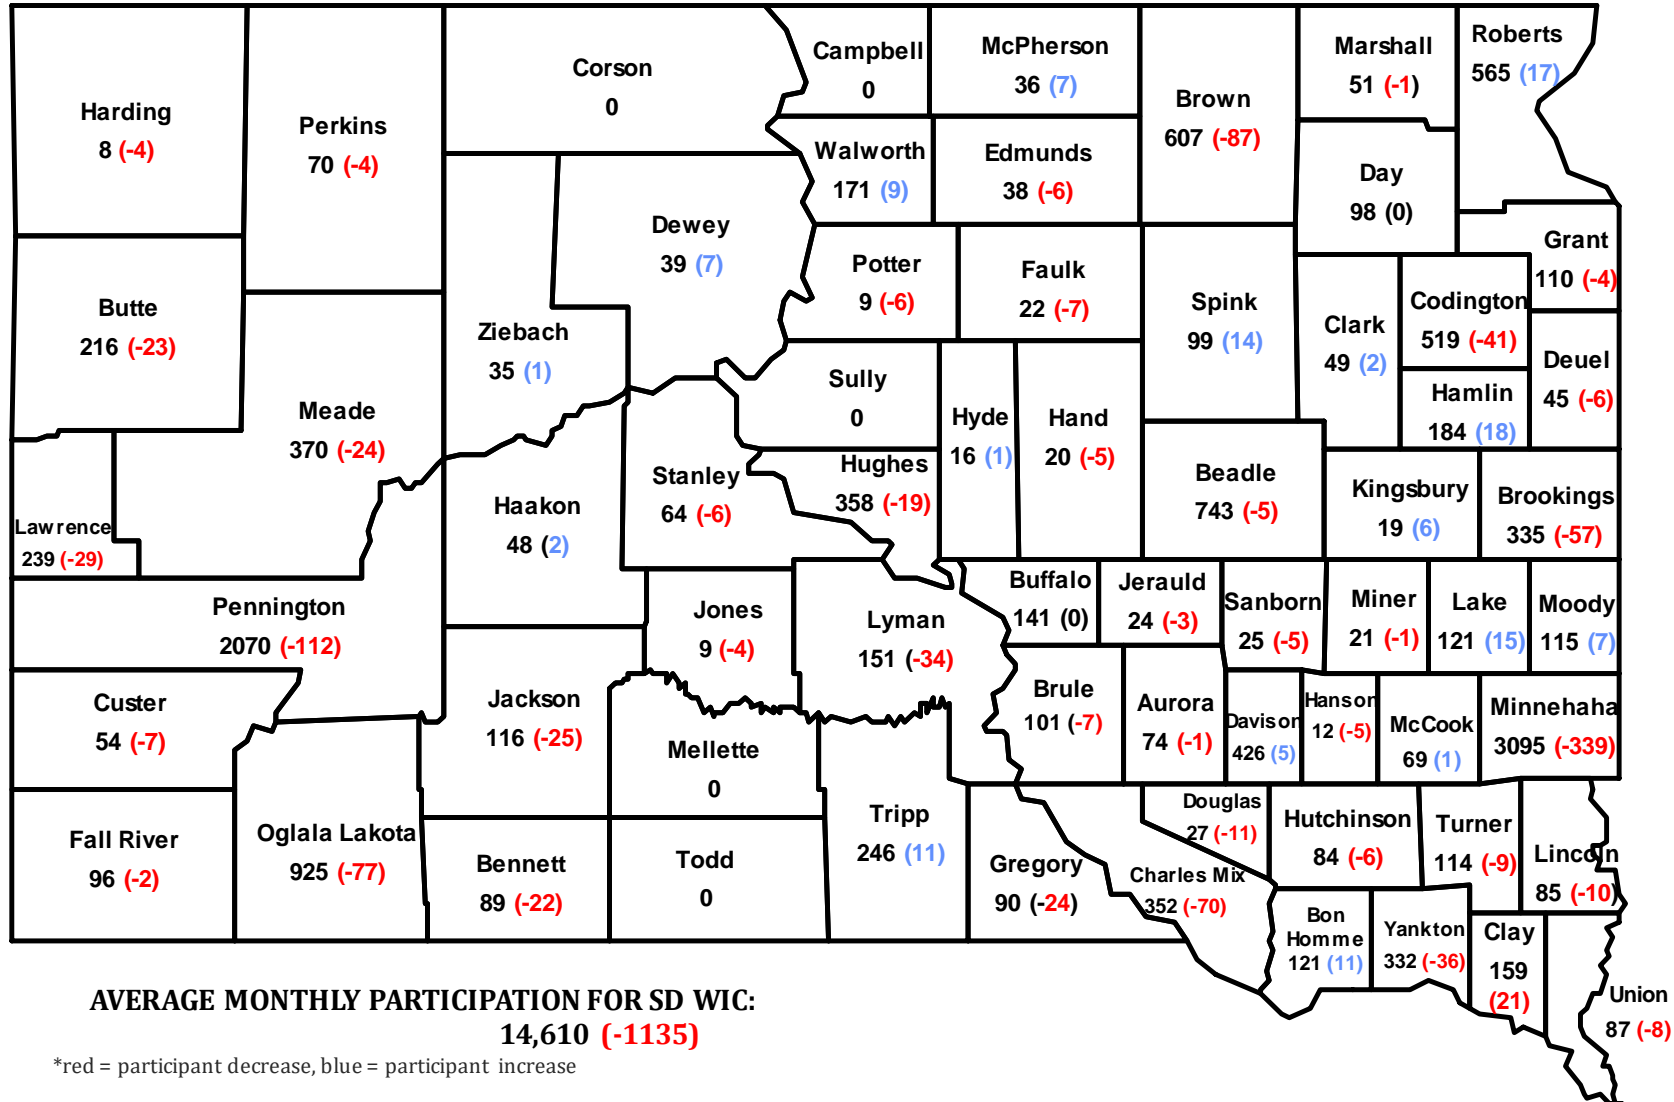 Harding
8 (-4)
Perkins
70 (-4)
Corson
0
Campbell
0
McPherson
36 (7)
Brown
607 (-87)
Marshall
51 (-1)
Roberts
565 (17)
Walworth
171 (9)
Edmunds
38 (-6)
Day
98 (0)
Dewey
39 (7)
Potter
9 (-6)
Faulk
22 (-7)
Grant
110 (-4)
Butte
216 (-23)
Ziebach
35 (1)
Spink
99 (14)
Clark
49 (2)
Codington
519 (-41)
Deuel
45 (-6)
Meade
370 (-24)
Sully
0
Hyde
16 (1)
Hand
20 (-5)
Hamlin
184 (18)
Lawrence
239 (-29)
Haakon
48 (2)
Stanley
64 (-6)
Hughes
358 (-19)
Beadle
743 (-5)
Kingsbury
19 (6)
Brookings
335 (-57)
Pennington
2070 (-112)
Jones
9 (-4)
Lyman
151 (-34)
Buffalo
141 (0)
Jerauld
24 (-3)
Sanborn
25 (-5)
Miner
21 (-1)
Lake
121 (15)
Moody
115 (7)
Custer
54 (-7)
Jackson
116 (-25)
Mellette
0
Brule
101 (-7)
Aurora
74 (-1)
Davison
426 (5)
Hanson
12 (-5)
McCook
69 (1)
Minnehaha
3095 (-339)
Fall River
96 (-2)
Oglala Lakota
925 (-77)
Bennett
89 (-22)
Todd
0
Tripp
246 (11)
Gregory
90 (-24)
Douglas
27 (-11)
Charles Mix
352 (-70)
Hutchinson
84 (-6)
Turner
114 (-9)
Lincoln
85 (-10)
Bon
Homme
121 (11)
Yankton
332 (-36)
Clay
159
(21)
Union
87 (-8)
AVERAGE MONTHLY PARTICIPATION FOR SD WIC:
14,610 (-1135)
*red = participant decrease, blue = participant increase